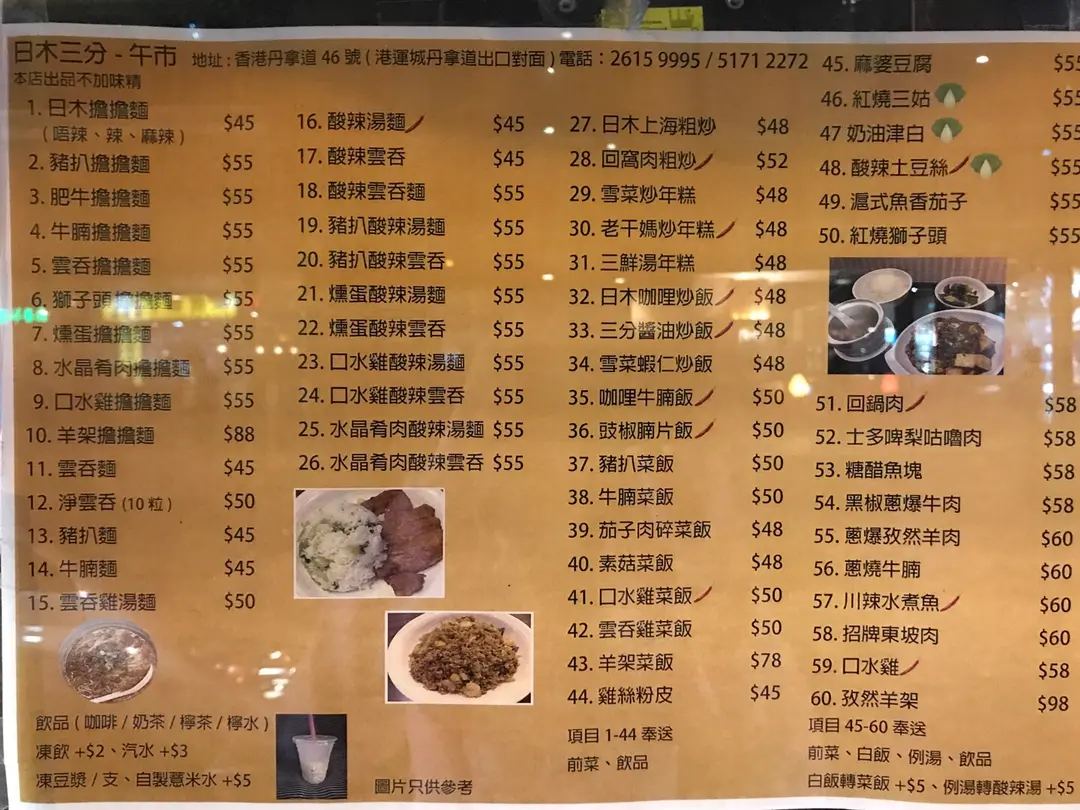 日木三分 - 午市 地址 : 香港丹拿道 46 號 ( 港運城丹拿道出口對面 ) 電話 : 2615 9995 / 5171 2272
本店出品不加味精
1. 日木擔擔麵 $45
( 唔辣、辣、麻辣 )
2. 豬扒擔擔麵 $55
3. 肥牛擔擔麵 $55
4. 牛腩擔擔麵 $55
5. 雲吞擔擔麵 $55
6. 獅子頭擔擔麵 $55
7. 燻蛋擔擔麵 $55
8. 水晶肴肉擔擔麵 $55
9. 口水雞擔擔麵 $55
10. 羊架擔擔麵 $88
11. 雲吞麵 $45
12. 淨雲吞 (10 粒 ) $50
13. 豬扒麵 $45
14. 牛腩麵 $45
15. 雲吞雞湯麵 $50
飲品 ( 咖啡 / 奶茶 / 檸茶 / 檸水 )
凍飲 +$2、汽水 +$3
凍豆漿 / 支、自製薏米水 +$5
16. 酸辣湯麵 $45
17. 酸辣雲吞 $45
18. 酸辣雲吞麵 $55
19. 豬扒酸辣湯麵 $55
20. 豬扒酸辣雲吞 $55
21. 燻蛋酸辣湯麵 $55
22. 燻蛋酸辣雲吞 $55
23. 口水雞酸辣湯麵 $55
24. 口水雞酸辣雲吞 $55
25. 水晶肴肉酸辣湯麵 $55
26. 水晶肴肉酸辣雲吞 $55
圖片只供參考
27. 日木上海粗炒 $48
28. 回窩肉粗炒 $52
29. 雪菜炒年糕 $48
30. 老干媽炒年糕 $48
31. 三鮮湯年糕 $48
32. 日木咖哩炒飯 $48
33. 三分醬油炒飯 $48
34. 雪菜蝦仁炒飯 $48
35. 咖哩牛腩飯 $50
36. 豉椒腩片飯 $50
37. 豬扒菜飯 $50
38. 牛腩菜飯 $50
39. 茄子肉碎菜飯 $48
40. 素菇菜飯 $48
41. 口水雞菜飯 $50
42. 雲吞雞菜飯 $50
43. 羊架菜飯 $78
44. 雞絲粉皮 $45
項目 1-44 奉送
前菜、飲品
45. 麻婆豆腐 $55
46. 紅燒三姑 $55
47 奶油津白 $55
48. 酸辣土豆絲 $55
49. 滬式魚香茄子 $55
50. 紅燒獅子頭 $55
51. 回鍋肉 $58
52. 士多啤梨咕嚕肉 $58
53. 糖醋魚塊 $58
54. 黑椒蔥爆牛肉 $58
55. 蔥爆孜然羊肉 $60
56. 蔥燒牛腩 $60
57. 川辣水煮魚 $60
58. 招牌東坡肉 $60
59. 口水雞 $58
60. 孜然羊架 $98
項目 45-60 奉送
前菜、白飯、例湯、飲品
白飯轉菜飯 +$5、例湯轉酸辣湯 +$5